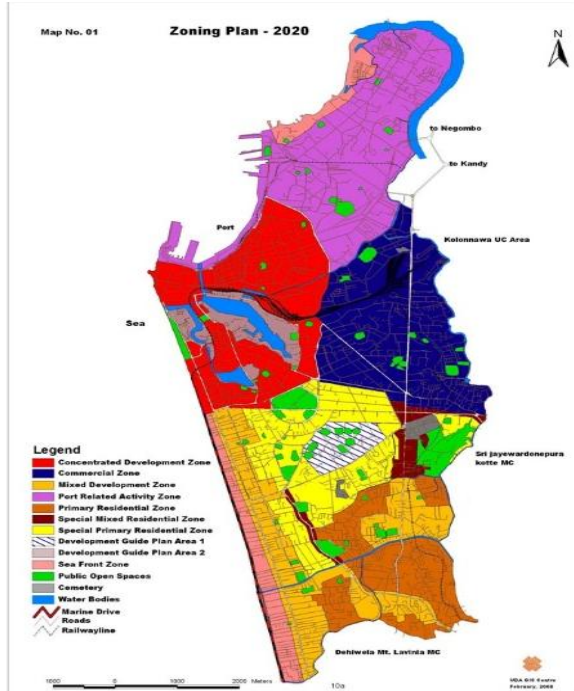 Map No. 01
Zoning Plan - 2020
N
to Negombo
to Kandy
Port
Kolonnawa UC Area
Sea
Sri jayewardenepura
kotte MC
Legend
Concentrated Development Zone
Commercial Zone
Mixed Development Zone
Port Related Activity Zone
Primary Residential Zone
Special Mixed Residential Zone
Special Primary Residential Zone
Development Guide Plan Area 1
Development Guide Plan Area 2
Sea Front Zone
Public Open Spaces
Cemetery
Water Bodies
Marine Drive
Roads
Railwayline
Dehiwela Mt. Lavinia MC
1000 0 1000 2000 Meters
10a
UDA GIS Centre
February, 2008